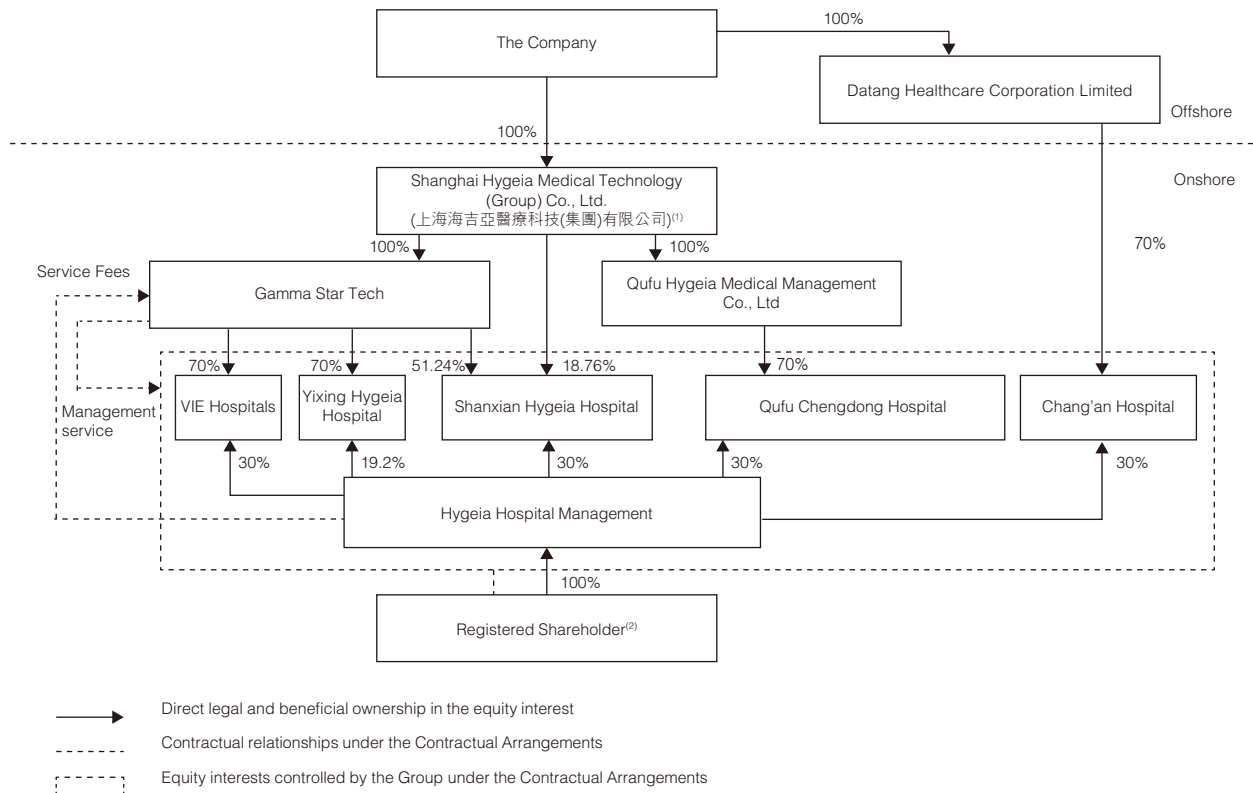 100%
The Company
Datang Healthcare Corporation Limited
Offshore
100%
Shanghai Hygeia Medical Technology
(Group) Co., Ltd.
(上海海吉亞醫療科技(集團)有限公司)(1)
Onshore
70%
100%
100%
Service Fees
Gamma Star Tech
Qufu Hygeia Medical Management
Co., Ltd
70%
70%
51.24%
18.76%
70%
VIE Hospitals
Yixing Hygeia
Hospital
Shanxian Hygeia Hospital
Qufu Chengdong Hospital
Chang'an Hospital
Management
service
30%
19.2%
30%
30%
30%
Hygeia Hospital Management
100%
Registered Shareholder(2)
Direct legal and beneficial ownership in the equity interest
Contractual relationships under the Contractual Arrangements
Equity interests controlled by the Group under the Contractual Arrangements